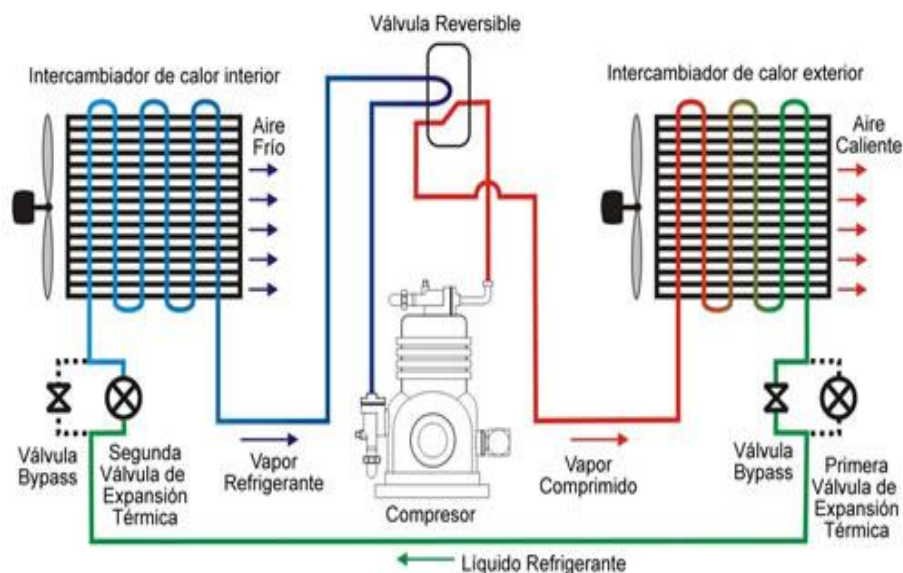 Válvula Reversible
Intercambiador de calor interior
Intercambiador de calor exterior
Aire
Frío
Aire
Caliente
Válvula
Bypass
Segunda
Válvula de
Expansión
Térmica
Vapor
Refrigerante
Compresor
Vapor
Comprimido
Válvula
Bypass
Primera
Válvula de
Expansión
Térmica
Líquido Refrigerante